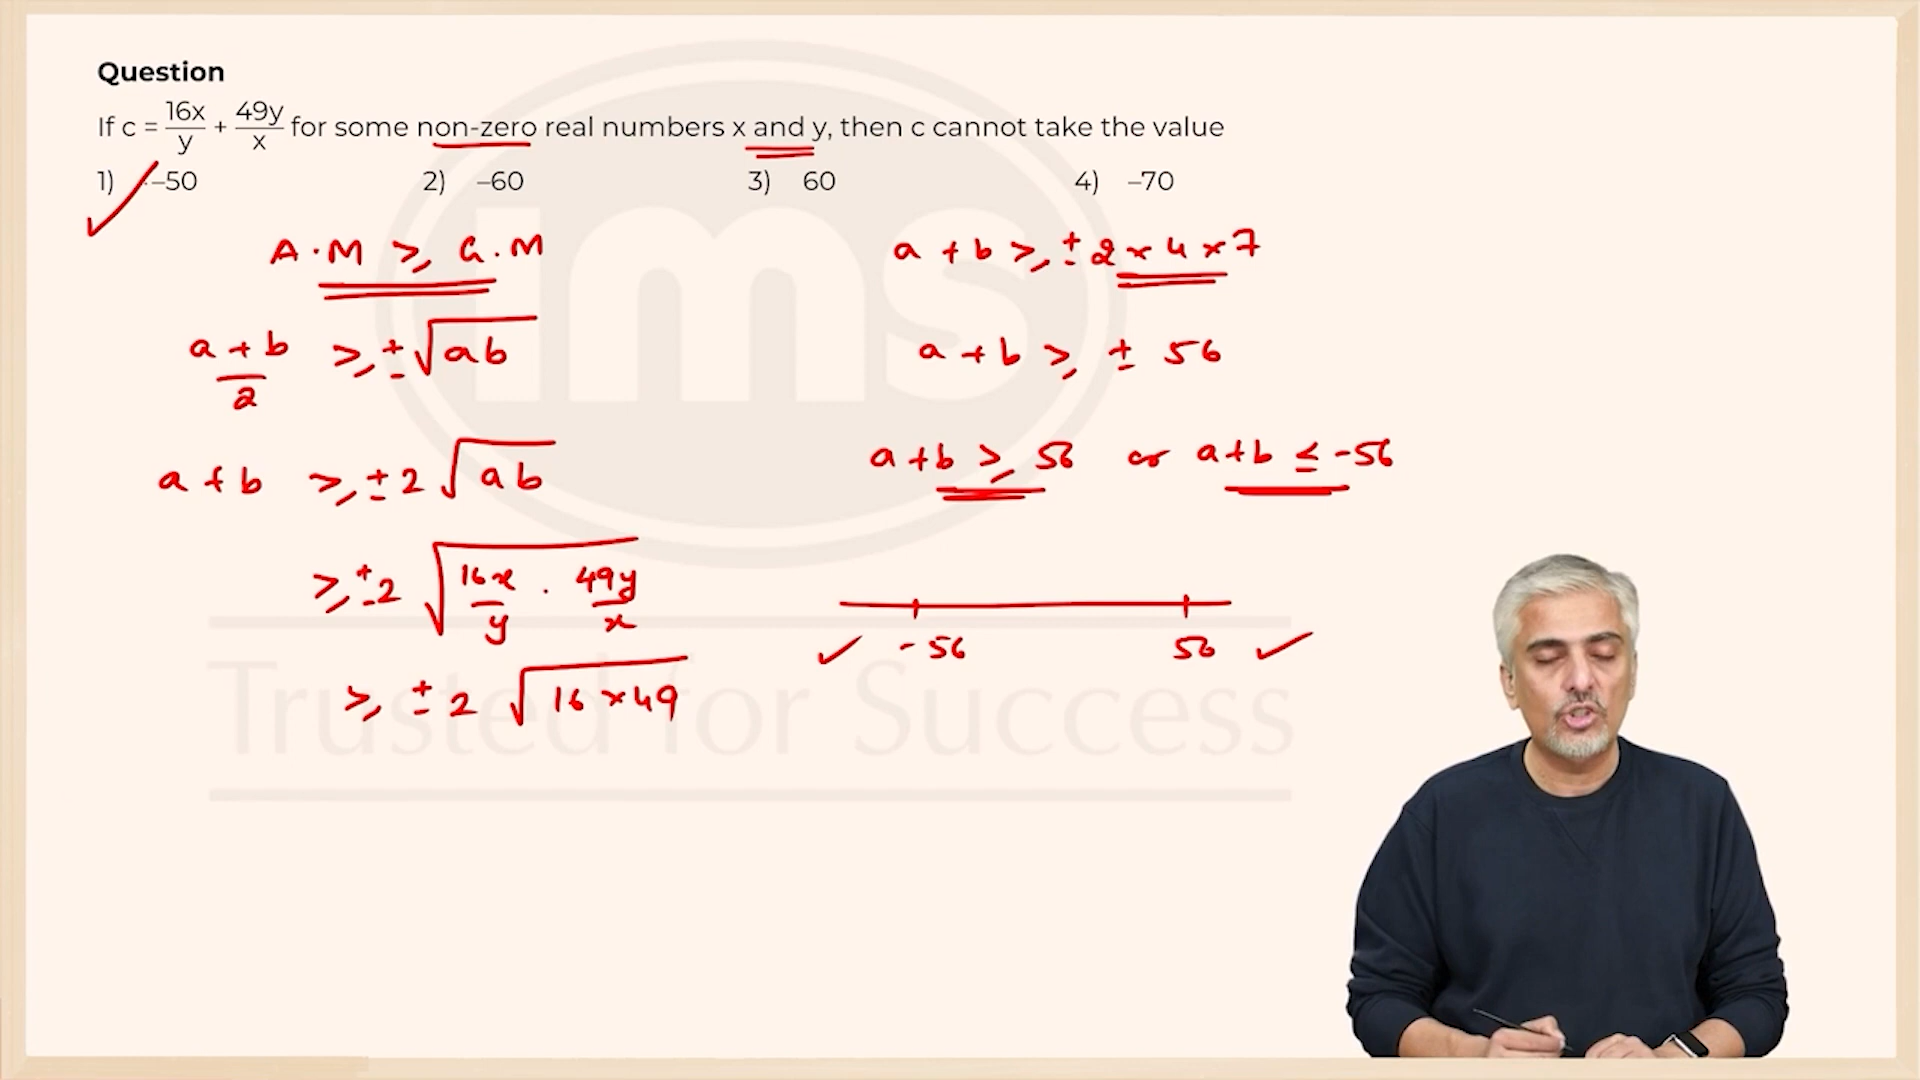 Question
If c = 16x/y + 49y/x for some non-zero real numbers x and y, then c cannot take the value
1) –50 2) –60 3) 60 4) –70
A.M ≥ G.M
(a + b)/2 ≥ ± √(ab)
a + b ≥ ± 2 √(ab)
≥ ± 2 √(16x/y · 49y/x)
≥ ± 2 √(16 × 49)
a + b ≥ ± 2 × 4 × 7
a + b ≥ ± 56
a + b ≥ 56 or a + b ≤ -56
-56 56
ims
Trusted for Success